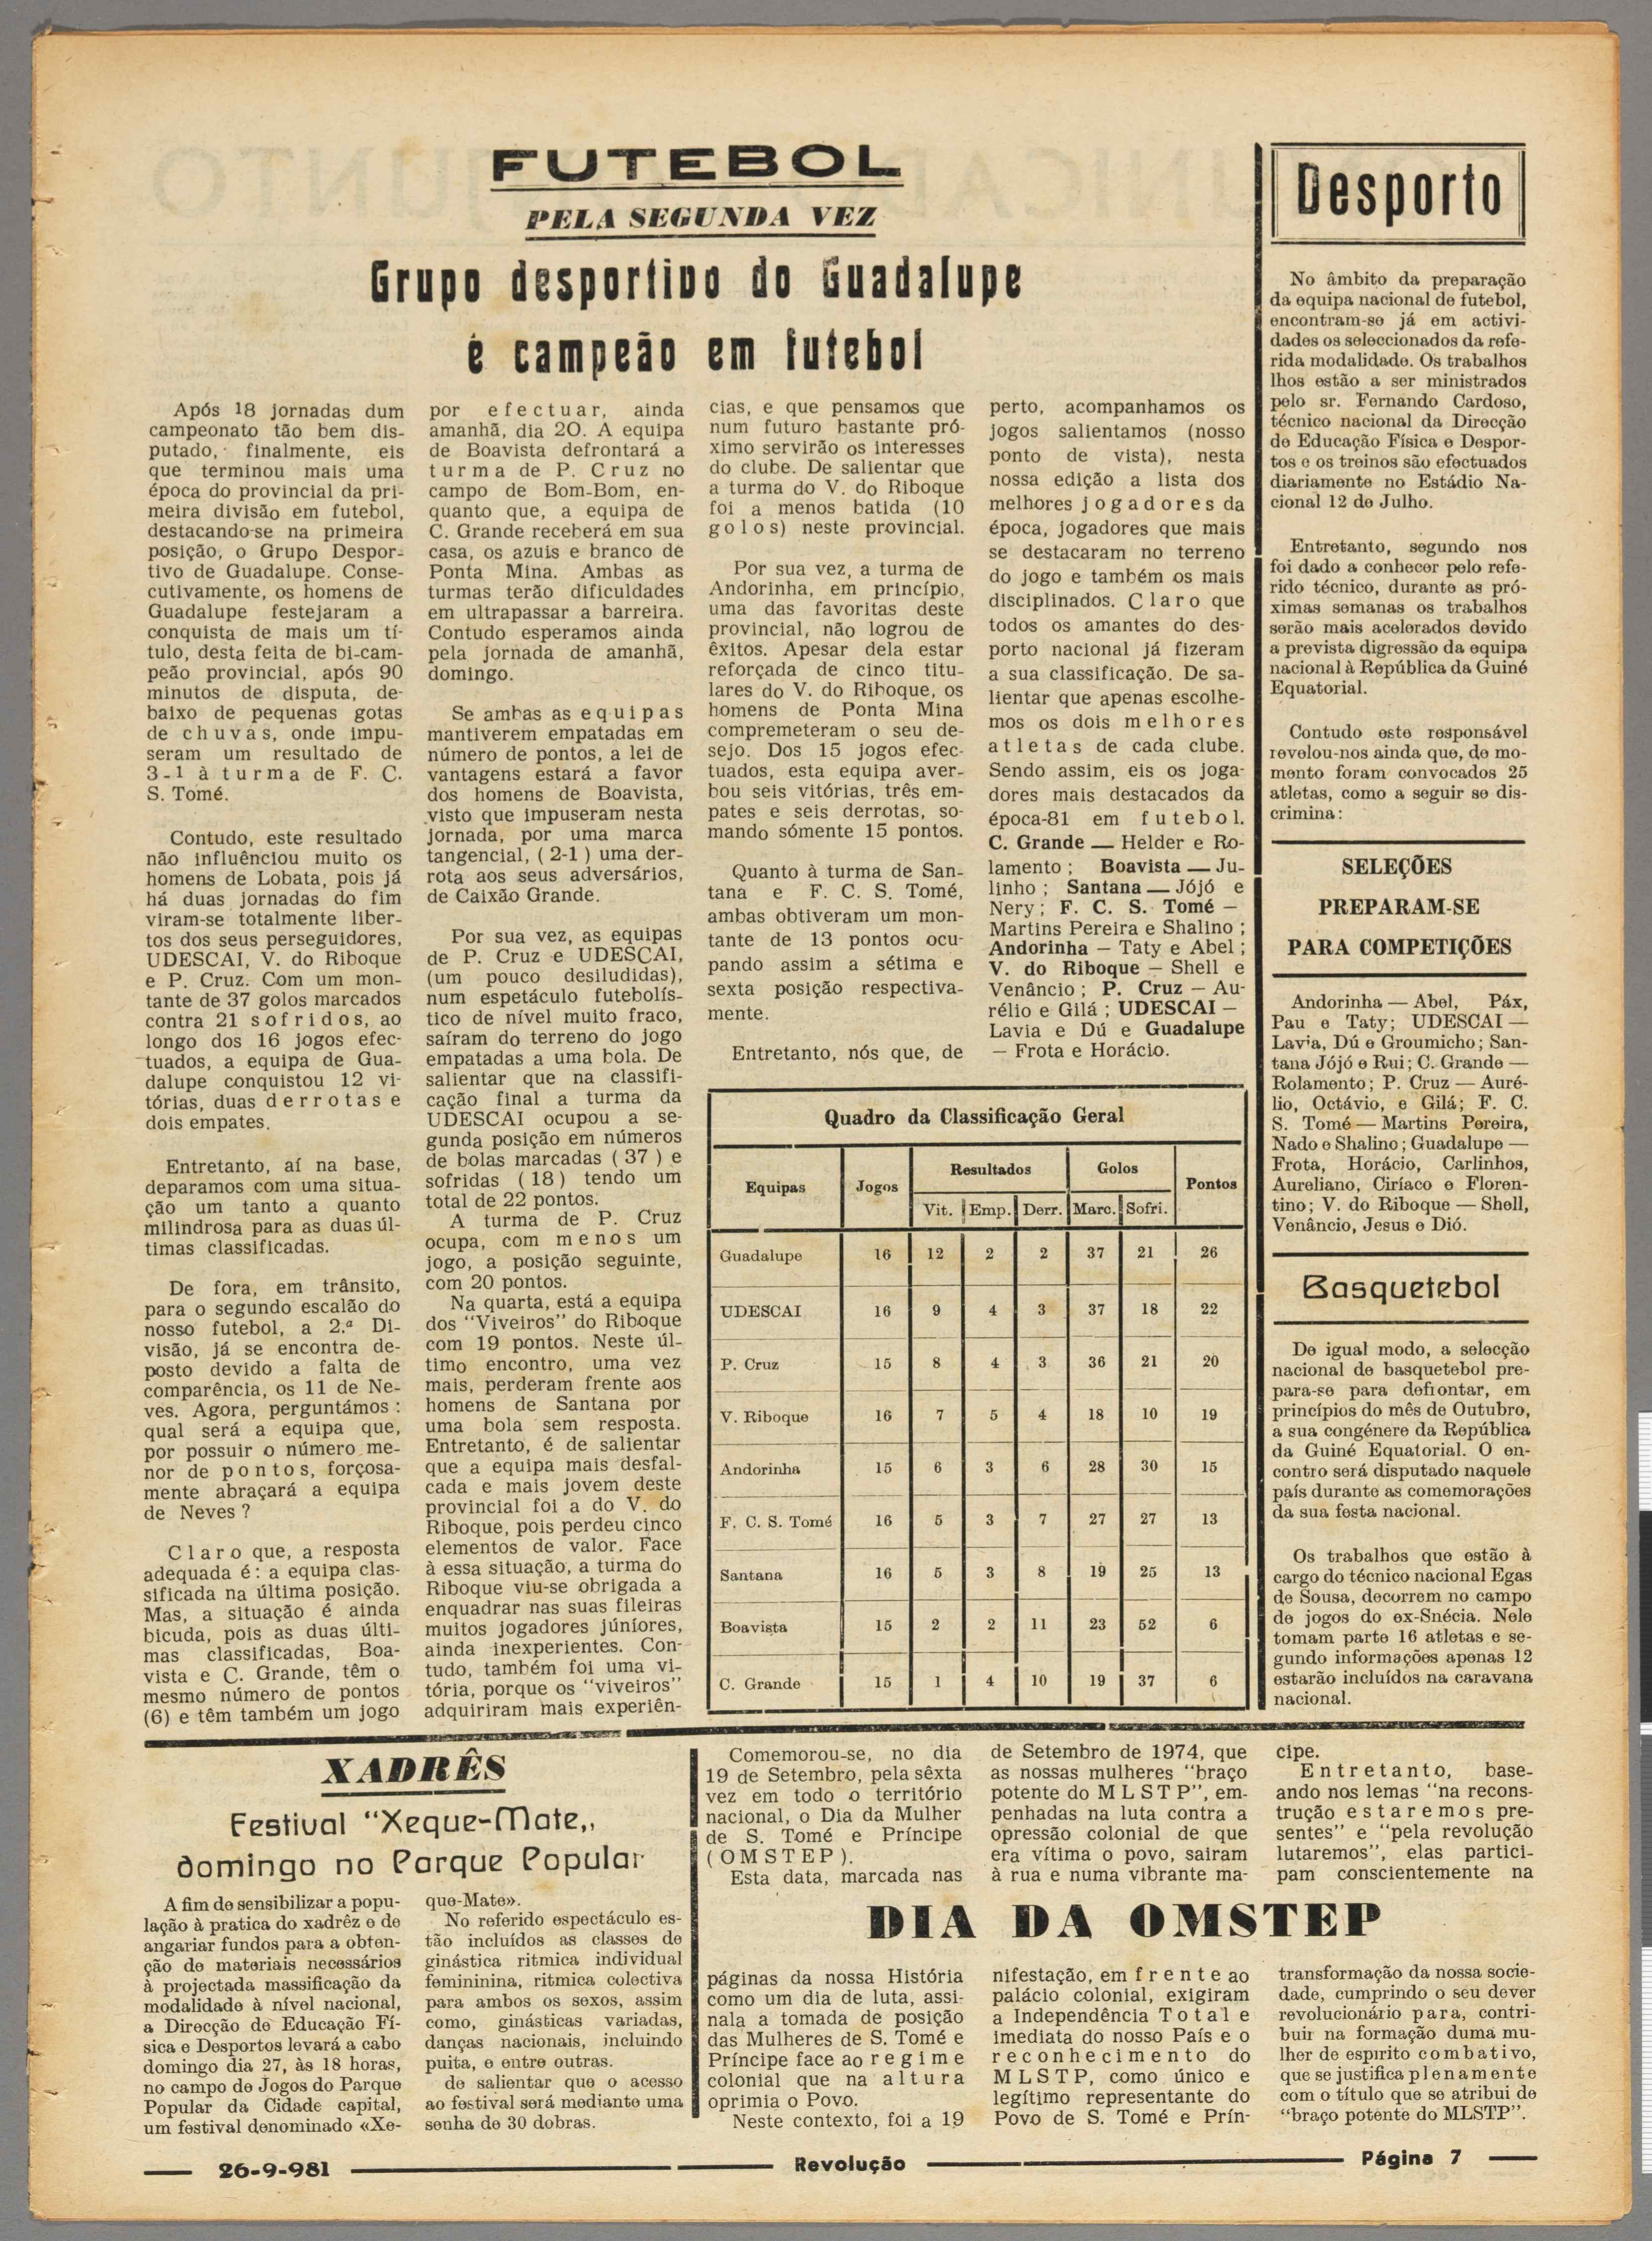 FUTEBOL
PELA SEGUNDA VEZ
Grupo desportivo do Guadalupe
é campeão em futebol
Após 18 jornadas dum
campeonato tão bem dis-
putado, finalmente, eis
que terminou mais uma
época do provincial da pri-
meira divisão em futebol,
destacando-se na primeira
posição, o Grupo Despor-
tivo de Guadalupe. Conse-
cutivamente, os homens de
Guadalupe festejaram a
conquista de mais um tí-
tulo, desta feita de bi-cam-
peão provincial, após 90
minutos de disputa, de-
baixo de pequenas gotas
de chuvas, onde impu-
seram um resultado de
3-1 à turma de F. C.
S. Tomé.
Contudo, este resultado
não influênciou muito os
homens de Lobata, pois já
há duas jornadas do fim
viram-se totalmente liber-
tos dos seus perseguidores,
UDESCAI, V. do Riboque
e P. Cruz. Com um mon-
tante de 37 golos marcados
contra 21 sofridos, ao
longo dos 16 jogos efec-
tuados, a equipa de Gua-
dalupe conquistou 12 vi-
tórias, duas derrotas e
dois empates.
Entretanto, aí na base,
deparamos com uma situa-
ção um tanto a quanto
milindrosa para as duas úl-
timas classificadas.
De fora, em trânsito,
para o segundo escalão do
nosso futebol, a 2.ª Di-
visão, já se encontra de-
posto devido a falta de
comparência, os 11 de Ne-
ves. Agora, perguntámos :
qual será a equipa que,
por possuir o número me-
nor de pontos, forçosa-
mente abraçará a equipa
de Neves ?
Claro que, a resposta
adequada é : a equipa clas-
sificada na última posição.
Mas, a situação é ainda
bicuda, pois as duas últi-
mas classificadas, Boa-
vista e C. Grande, têm o
mesmo número de pontos
(6) e têm também um jogo
por efectuar, ainda
amanhã, dia 20. A equipa
de Boavista defrontará a
turma de P. Cruz no
campo de Bom-Bom, en-
quanto que, a equipa de
C. Grande receberá em sua
casa, os azuis e branco de
Ponta Mina. Ambas as
turmas terão dificuldades
em ultrapassar a barreira.
Contudo esperamos ainda
pela jornada de amanhã,
domingo.
Se ambas as equipas
mantiverem empatadas em
número de pontos, a lei de
vantagens estará a favor
dos homens de Boavista,
visto que impuseram nesta
jornada, por uma marca
tangencial, ( 2-1 ) uma der-
rota aos seus adversários,
de Caixão Grande.
Por sua vez, as equipas
de P. Cruz e UDESCAI,
(um pouco desiludidas),
num espetáculo futebolís-
tico de nível muito fraco,
saíram do terreno do jogo
empatadas a uma bola. De
salientar que na classifi-
cação final a turma da
UDESCAI ocupou a se-
gunda posição em números
de bolas marcadas ( 37 ) e
sofridas ( 18 ) tendo um
total de 22 pontos.
A turma de P. Cruz
ocupa, com menos um
jogo, a posição seguinte,
com 20 pontos.
Na quarta, está a equipa
dos "Viveiros" do Riboque
com 19 pontos. Neste úl-
timo encontro, uma vez
mais, perderam frente aos
homens de Santana por
uma bola sem resposta.
Entretanto, é de salientar
que a equipa mais desfal-
cada e mais jovem deste
provincial foi a do V. do
Riboque, pois perdeu cinco
elementos de valor. Face
à essa situação, a turma do
Riboque viu-se obrigada a
enquadrar nas suas fileiras
muitos jogadores júniores,
ainda inexperientes. Con-
tudo, também foi uma vi-
tória, porque os "viveiros"
adquiriram mais experiên-
cias, e que pensamos que
num futuro bastante pró-
ximo servirão os interesses
do clube. De salientar que
a turma do V. do Riboque
foi a menos batida (10
golos) neste provincial.
Por sua vez, a turma de
Andorinha, em princípio,
uma das favoritas deste
provincial, não logrou de
êxitos. Apesar dela estar
reforçada de cinco titu-
lares do V. do Riboque, os
homens de Ponta Mina
compremeteram o seu de-
sejo. Dos 15 jogos efec-
tuados, esta equipa aver-
bou seis vitórias, três em-
pates e seis derrotas, so-
mando sómente 15 pontos.
Quanto à turma de San-
tana e F. C. S. Tomé,
ambas obtiveram um mon-
tante de 13 pontos ocu-
pando assim a sétima e
sexta posição respectiva-
mente.
Entretanto, nós que, de
perto, acompanhamos os
jogos salientamos (nosso
ponto de vista), nesta
nossa edição a lista dos
melhores jogadores da
época, jogadores que mais
se destacaram no terreno
do jogo e também os mais
disciplinados. Claro que
todos os amantes do des-
porto nacional já fizeram
a sua classificação. De sa-
lientar que apenas escolhe-
mos os dois melhores
atletas de cada clube.
Sendo assim, eis os joga-
dores mais destacados da
época-81 em futebol.
C. Grande — Helder e Ro-
lamento ; Boavista — Ju-
linho ; Santana — Jójó e
Nery ; F. C. S. Tomé —
Martins Pereira e Shalino ;
Andorinha — Taty e Abel ;
V. do Riboque — Shell e
Venâncio ; P. Cruz — Au-
rélio e Gilá ; UDESCAI —
Lavia e Dú e Guadalupe
— Frota e Horácio.
Quadro da Classificação Geral
Equipas Jogos Resultados Golos Pontos
Vit. Emp. Derr. Marc. Sofri.
Guadalupe 16 12 2 2 37 21 26
UDESCAI 16 9 4 3 37 18 22
P. Cruz 15 8 4 3 36 21 20
V. Riboque 16 7 5 4 18 10 19
Andorinha 15 6 3 6 28 30 15
F. C. S. Tomé 16 5 3 7 27 27 13
Santana 16 5 3 8 19 25 13
Boavista 15 2 2 11 23 52 6
C. Grande 15 1 4 10 19 37 6
Desporto
No âmbito da preparação
da equipa nacional de futebol,
encontram-se já em activi-
dades os seleccionados da refe-
rida modalidade. Os trabalhos
lhos estão a ser ministrados
pelo sr. Fernando Cardoso,
técnico nacional da Direcção
de Educação Física e Despor-
tos e os treinos são efectuados
diariamente no Estádio Na-
cional 12 de Julho.
Entretanto, segundo nos
foi dado a conhecer pelo refe-
rido técnico, durante as pró-
ximas semanas os trabalhos
serão mais acelerados devido
a prevista digressão da equipa
nacional à República da Guiné
Equatorial.
Contudo este responsável
revelou-nos ainda que, de mo-
mento foram convocados 25
atletas, como a seguir se dis-
crimina:
SELEÇÕES
PREPARAM-SE
PARA COMPETIÇÕES
Andorinha — Abel, Páx,
Pau e Taty; UDESCAI —
Lavia, Dú e Groumicho; San-
tana Jójó e Rui; C. Grande —
Rolamento; P. Cruz — Auré-
lio, Octávio, e Gilá; F. C.
S. Tomé — Martins Pereira,
Nado e Shalino; Guadalupe —
Frota, Horácio, Carlinhos,
Aureliano, Ciríaco e Floren-
tino; V. do Riboque — Shell,
Venâncio, Jesus e Dió.
Basquetebol
De igual modo, a selecção
nacional de basquetebol pre-
para-se para defrontar, em
princípios do mês de Outubro,
a sua congénere da República
da Guiné Equatorial. O en-
contro será disputado naquele
país durante as comemorações
da sua festa nacional.
Os trabalhos que estão à
cargo do técnico nacional Egas
de Sousa, decorrem no campo
de jogos do ex-Snécia. Nele
tomam parte 16 atletas e se-
gundo informações apenas 12
estarão incluídos na caravana
nacional.
XADRÊS
Festival "Xeque-Mate,,
domingo no Parque Popular
A fim de sensibilizar a popu-
lação à pratica do xadrêz e de
angariar fundos para a obten-
ção de materiais necessários
à projectada massificação da
modalidade à nível nacional,
a Direcção de Educação Fí-
sica e Desportos levará a cabo
domingo dia 27, às 18 horas,
no campo de Jogos do Parque
Popular da Cidade capital,
um festival denominado «Xe-
que-Mate».
No referido espectáculo es-
tão incluídos as classes de
ginástica ritmica individual
femininina, ritmica colectiva
para ambos os sexos, assim
como, ginásticas variadas,
danças nacionais, incluindo
puita, e entre outras.
de salientar que o acesso
ao festival será mediante uma
senha de 30 dobras.
Comemorou-se, no dia
19 de Setembro, pela sêxta
vez em todo o território
nacional, o Dia da Mulher
de S. Tomé e Príncipe
(OMSTEP).
Esta data, marcada nas
de Setembro de 1974, que
as nossas mulheres "braço
potente do MLSTP", em-
penhadas na luta contra a
opressão colonial de que
era vítima o povo, sairam
à rua e numa vibrante ma-
cipe.
Entretanto, base-
ando nos lemas "na recons-
trução estaremos pre-
sentes" e "pela revolução
lutaremos", elas partici-
pam conscientemente na
DIA DA OMSTEP
páginas da nossa História
como um dia de luta, assi-
nala a tomada de posição
das Mulheres de S. Tomé e
Príncipe face ao regime
colonial que na altura
oprimia o Povo.
Neste contexto, foi a 19
nifestação, em frente ao
palácio colonial, exigiram
a Independência Total e
imediata do nosso País e o
reconhecimento do
MLSTP, como único e
legítimo representante do
Povo de S. Tomé e Prín-
transformação da nossa socie-
dade, cumprindo o seu dever
revolucionário para, contri-
buir na formação duma mu-
lher de espirito combativo,
que se justifica plenamente
com o título que se atribui de
"braço potente do MLSTP".
26-9-981
Revolução
Página 7